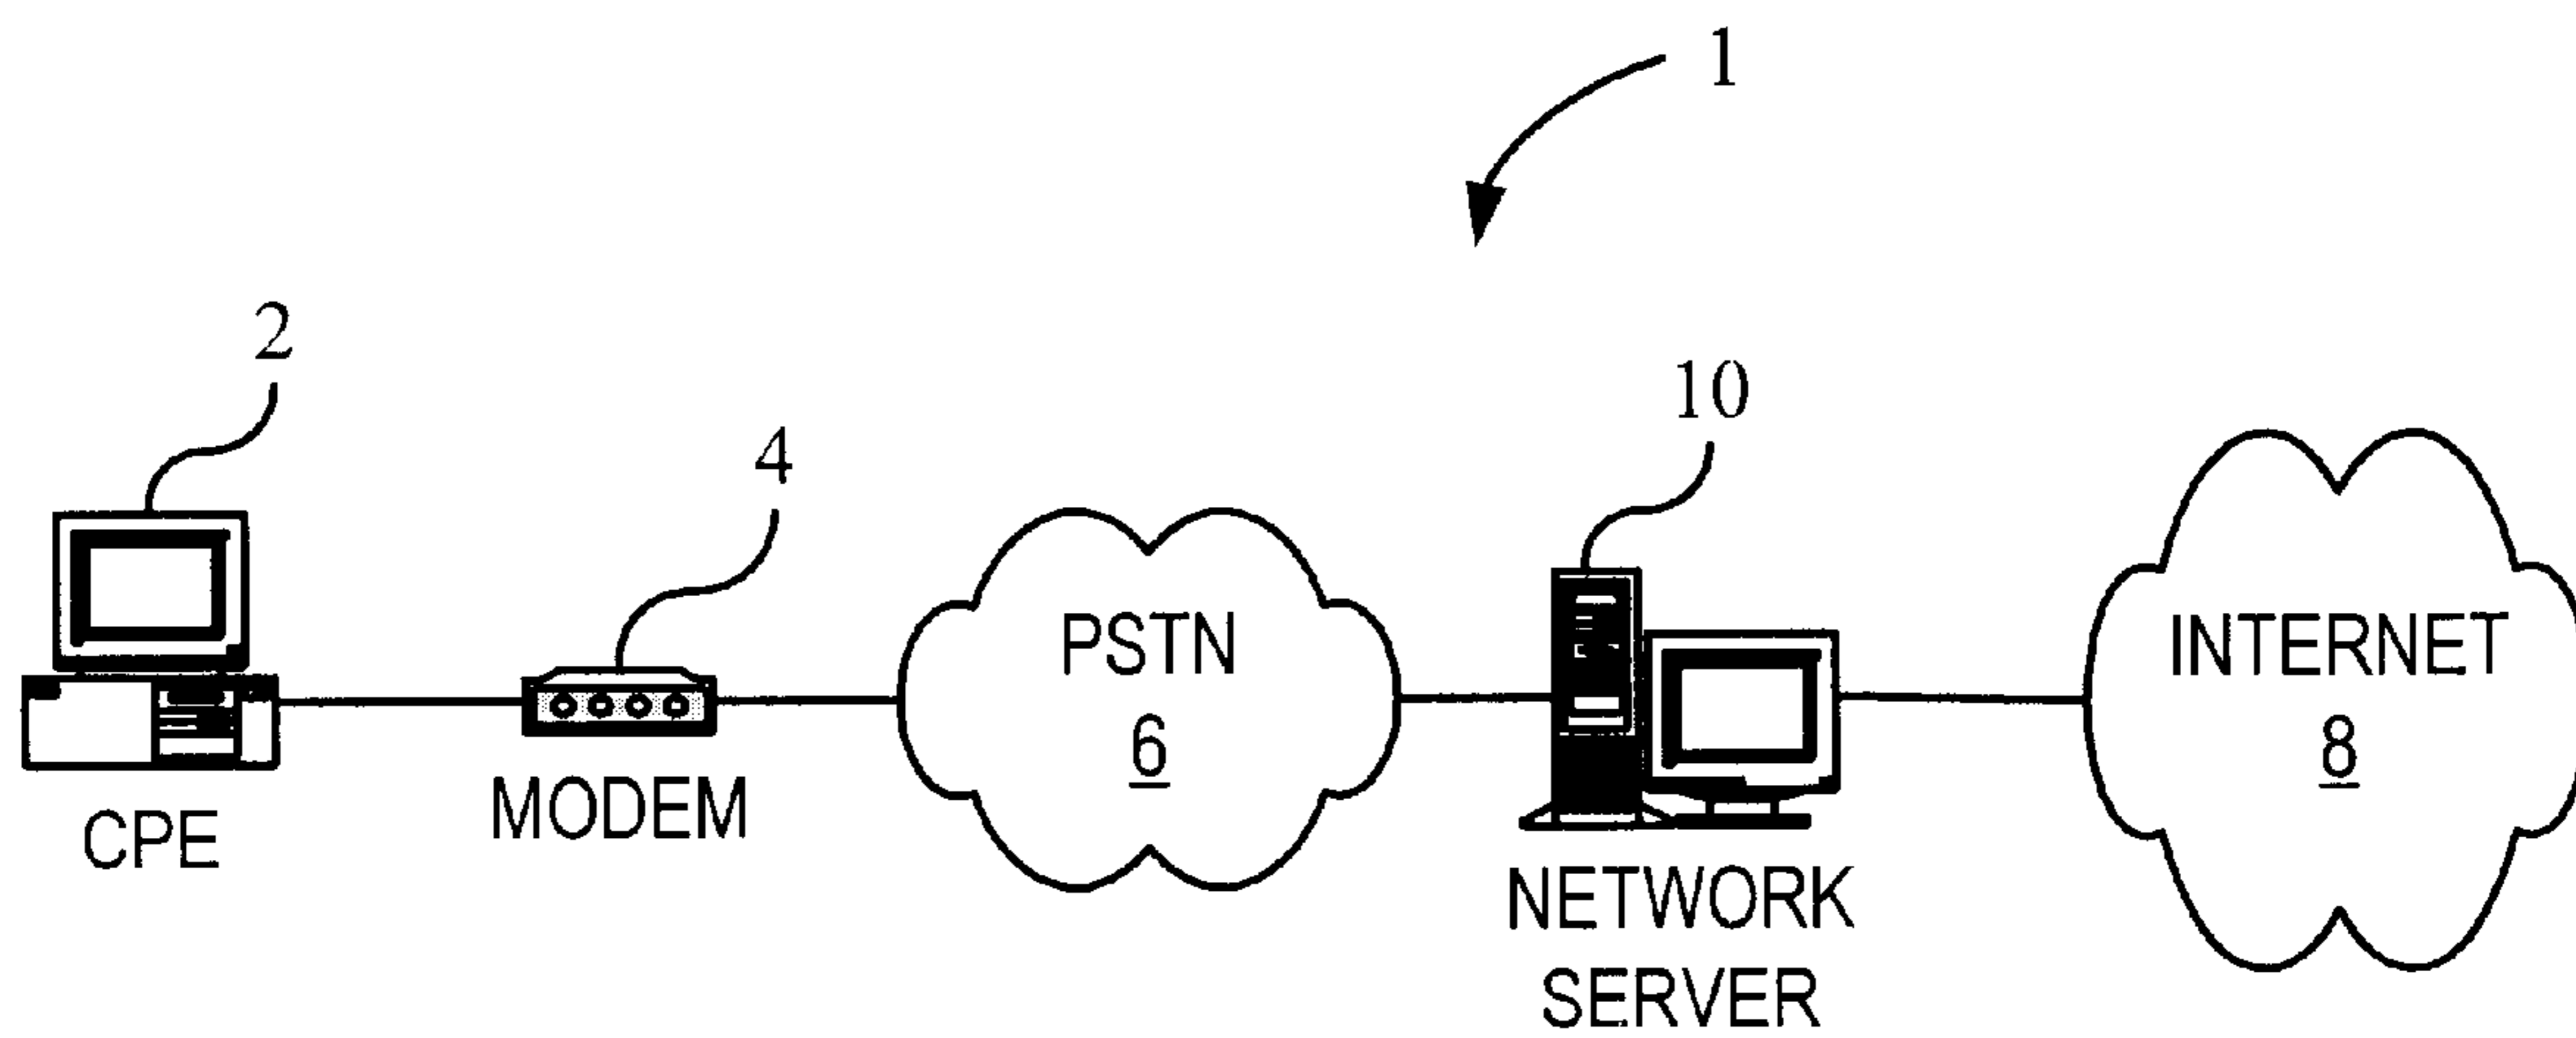 1
2
4
10
PSTN
6
INTERNET
8
CPE
MODEM
NETWORK
SERVER